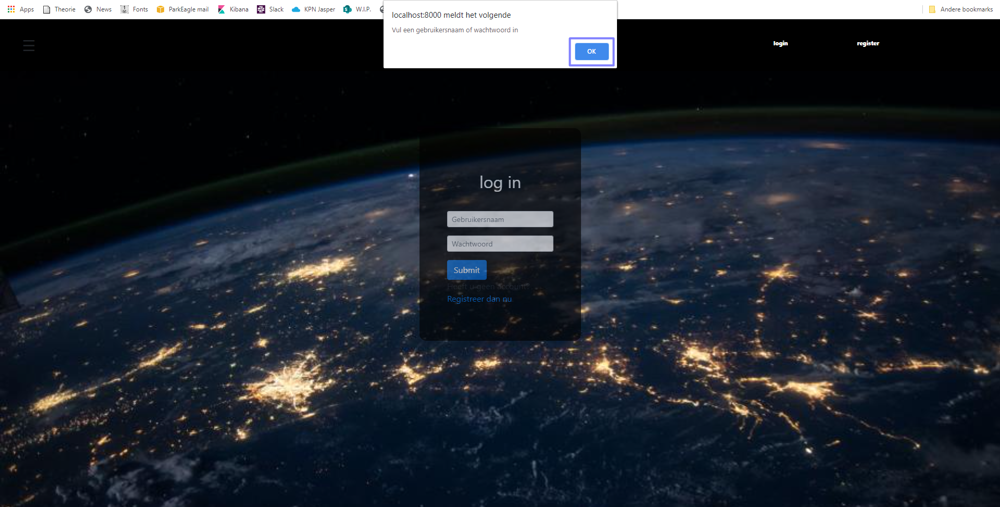 Apps Theorie News Fonts ParkEagle mail Kibana Slack KPN Jasper W.I.P. Andere bookmarks
localhost:8000 meldt het volgende
Vul een gebruikersnaam of wachtwoord in
OK
☰ login register
log in
Gebruikersnaam
Wachtwoord
Submit
Heeft u geen account?
Registreer dan nu